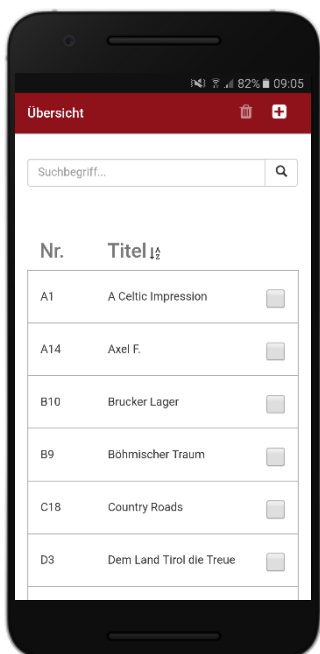 82% 09:05
Übersicht
Suchbegriff...
Nr. Titel
A1 A Celtic Impression
A14 Axel F.
B10 Brucker Lager
B9 Böhmischer Traum
C18 Country Roads
D3 Dem Land Tirol die Treue